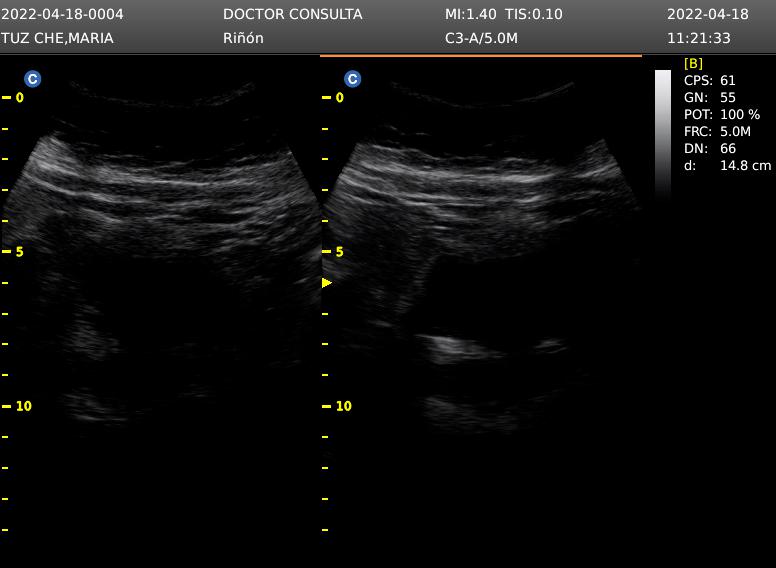 2022-04-18-0004 DOCTOR CONSULTA MI:1.40 TIS:0.10 2022-04-18
TUZ CHE,MARIA Riñón C3-A/5.0M 11:21:33
C C [B]
0 0 CPS: 61
GN: 55
POT: 100 %
FRC: 5.0M
DN: 66
d: 14.8 cm
5 5
10 10